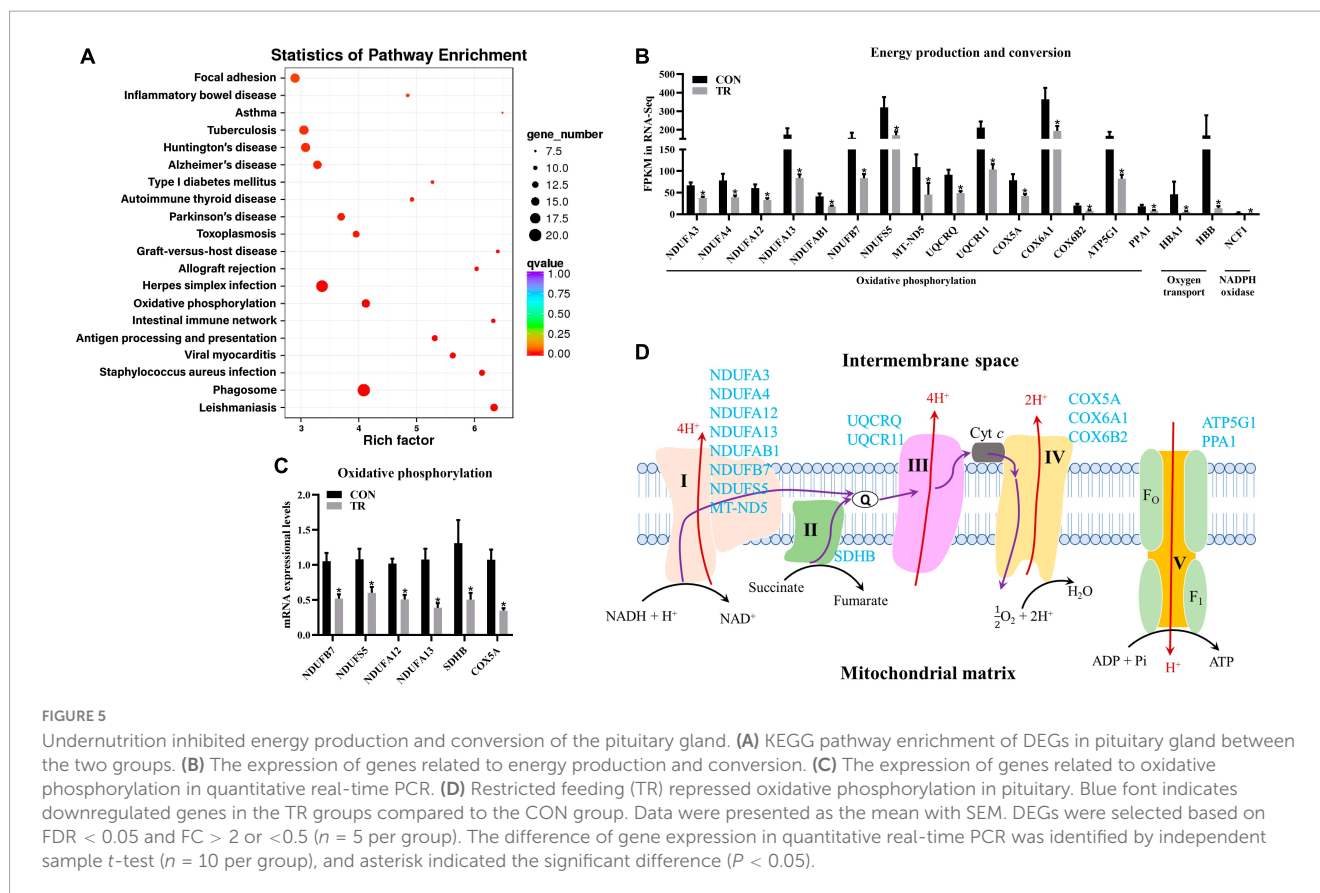 A
Statistics of Pathway Enrichment
Focal adhesion
Inflammatory bowel disease
Asthma
Tuberculosis
Huntington's disease
Alzheimer's disease
Type I diabetes mellitus
Autoimmune thyroid disease
Parkinson's disease
Toxoplasmosis
Graft-versus-host disease
Allograft rejection
Herpes simplex infection
Oxidative phosphorylation
Intestinal immune network
Antigen processing and presentation
Viral myocarditis
Staphylococcus aureus infection
Phagosome
Leishmaniasis
3 4 5 6
Rich factor
gene_number
7.5
10.0
12.5
15.0
17.5
20.0
qvalue
1.00
0.75
0.50
0.25
0.00
B
Energy production and conversion
CON
TR
FPKM in RNA-Seq
500
400
300
200
150
100
50
0
* * * * * * * * * * * * * * * * * *
NDUFA3 NDUFA4 NDUFA12 NDUFA13 NDUFAB1 NDUFB7 NDUFS5 MT-ND5 UQCRQ UQCR11 COX5A COX6A1 COX6B2 ATP5G1 PPA1 HBA1 HBB NCF1
Oxidative phosphorylation
Oxygen
transport
NADPH
oxidase
C
Oxidative phosphorylation
CON
TR
mRNA expressional levels
2.0
1.5
1.0
0.5
0.0
* * * * * *
NDUFB7 NDUFS5 NDUFA12 NDUFA13 SDHB COX5A
D
Intermembrane space
NDUFA3
NDUFA4
NDUFA12
NDUFA13
NDUFAB1
NDUFB7
NDUFS5
MT-ND5
4H⁺
I
II
SDHB
Succinate
Fumarate
NADH + H⁺
NAD⁺
Q
UQCRQ
UQCR11
4H⁺
III
Cyt c
2H⁺
IV
COX5A
COX6A1
COX6B2
½O₂ + 2H⁺
H₂O
ATP5G1
PPA1
F_O
V
F₁
ADP + Pi
H⁺
ATP
Mitochondrial matrix
FIGURE 5
Undernutrition inhibited energy production and conversion of the pituitary gland. (A) KEGG pathway enrichment of DEGs in pituitary gland between
the two groups. (B) The expression of genes related to energy production and conversion. (C) The expression of genes related to oxidative
phosphorylation in quantitative real-time PCR. (D) Restricted feeding (TR) repressed oxidative phosphorylation in pituitary. Blue font indicates
downregulated genes in the TR groups compared to the CON group. Data were presented as the mean with SEM. DEGs were selected based on
FDR < 0.05 and FC > 2 or <0.5 (n = 5 per group). The difference of gene expression in quantitative real-time PCR was identified by independent
sample t-test (n = 10 per group), and asterisk indicated the significant difference (P < 0.05).